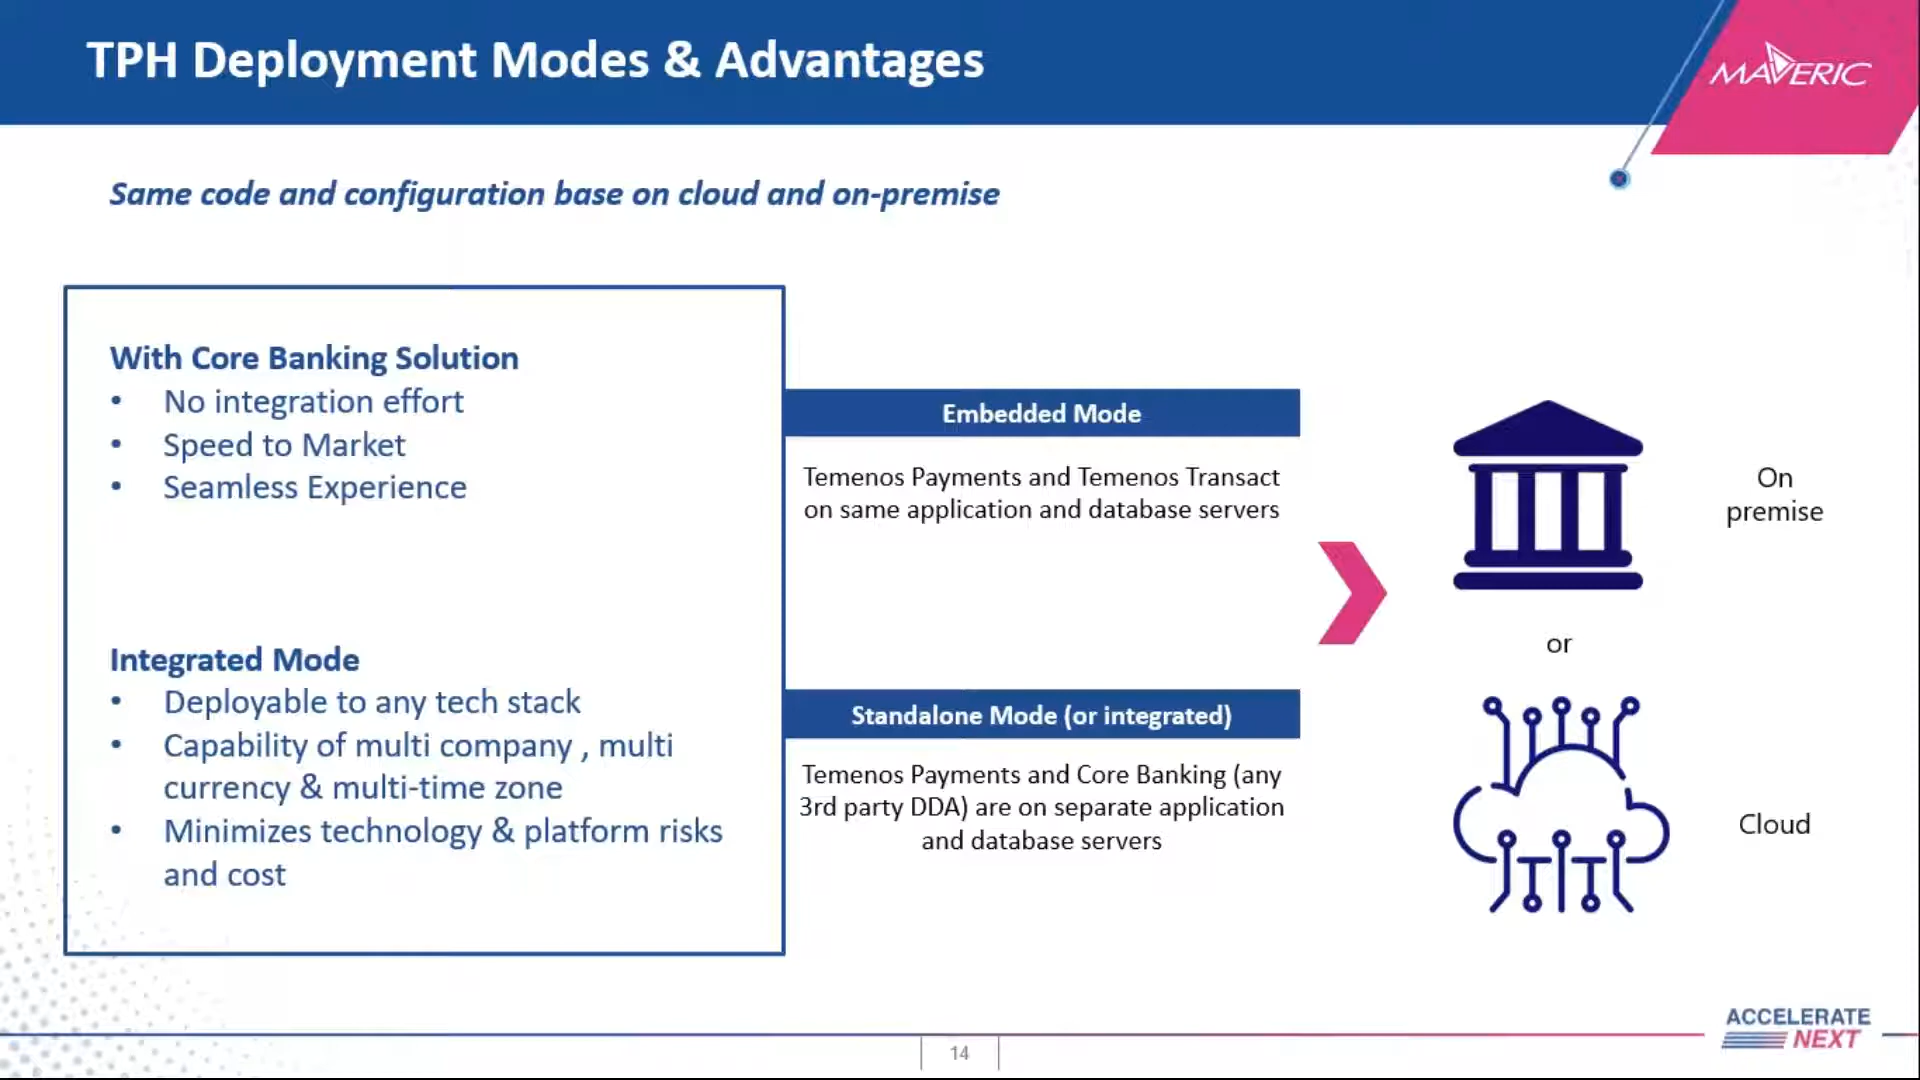 TPH Deployment Modes & Advantages
MAVERIC
Same code and configuration base on cloud and on-premise
With Core Banking Solution
• No integration effort
• Speed to Market
• Seamless Experience
Integrated Mode
• Deployable to any tech stack
• Capability of multi company , multi
currency & multi-time zone
• Minimizes technology & platform risks
and cost
Embedded Mode
Temenos Payments and Temenos Transact
on same application and database servers
Standalone Mode (or integrated)
Temenos Payments and Core Banking (any
3rd party DDA) are on separate application
and database servers
On
premise
or
Cloud
ACCELERATE
NEXT
14